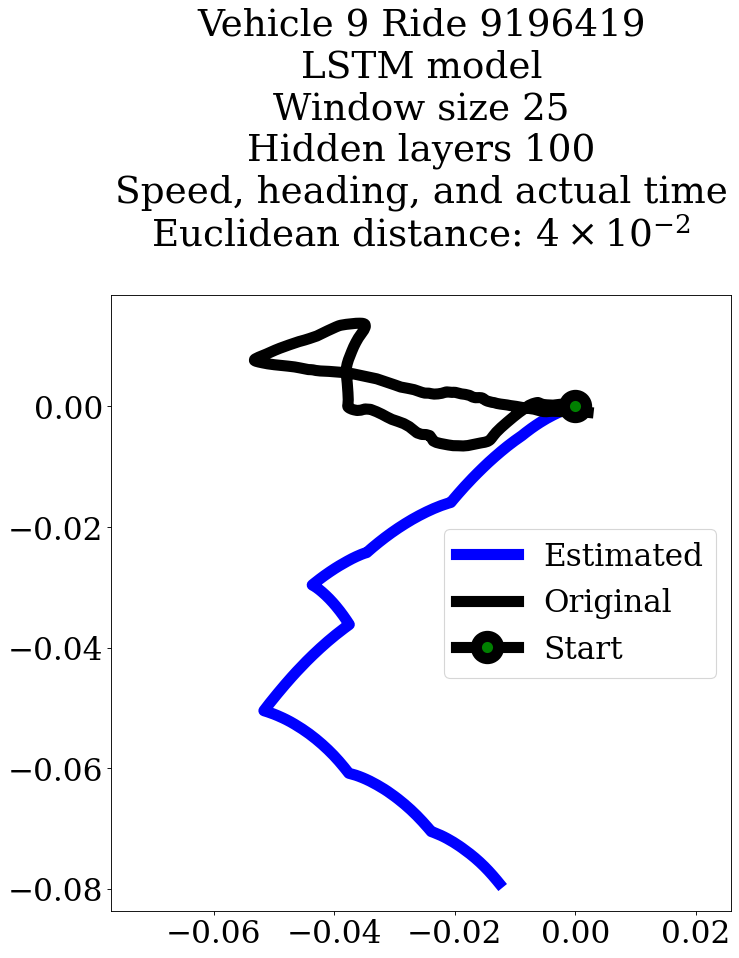 Vehicle 9 Ride 9196419
LSTM model
Window size 25
Hidden layers 100
Speed, heading, and actual time
Euclidean distance: 4 × 10⁻²
0.00
−0.02
−0.04
−0.06
−0.08
Estimated
Original
Start
−0.06 −0.04 −0.02 0.00 0.02